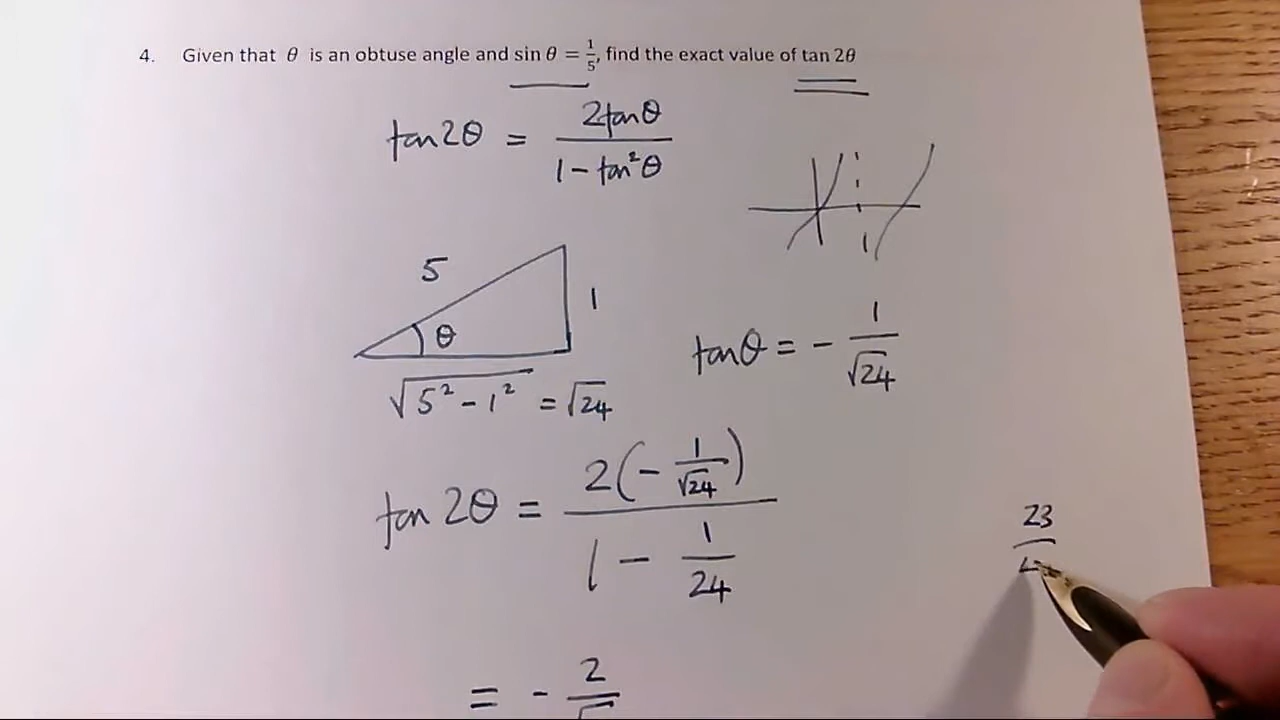 4. Given that θ is an obtuse angle and sin θ = 1/5, find the exact value of tan 2θ
tan2θ = 2tanθ / 1 - tan²θ
5
1
θ
√5² - 1² = √24
tanθ = - 1/√24
tan 2θ = 2(- 1/√24) / 1 - 1/24
23
= - 2/√